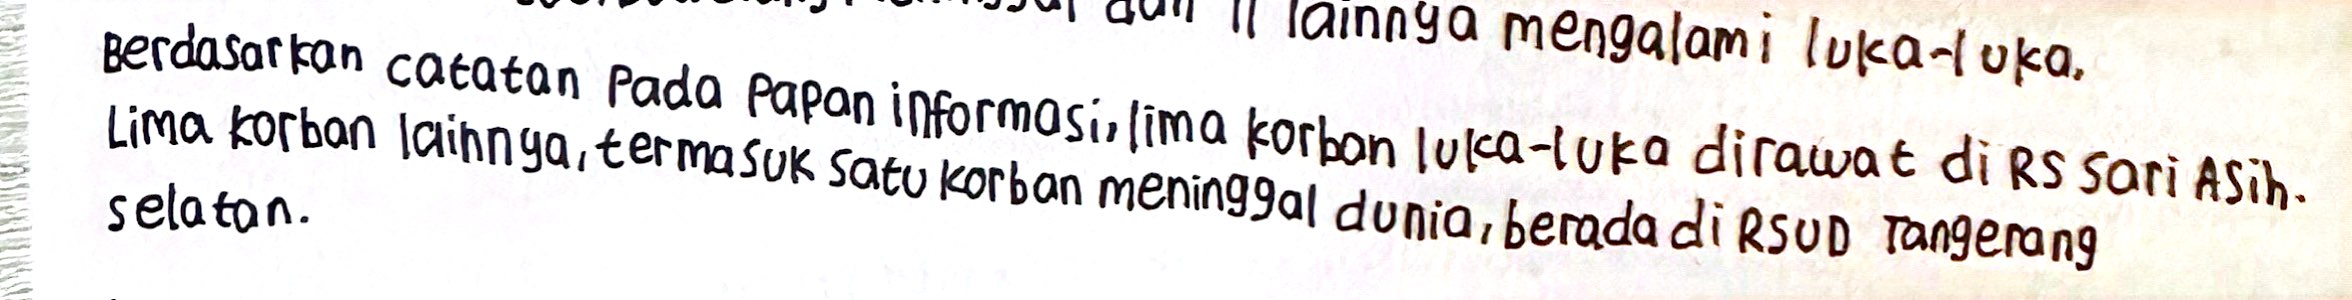 dan 11 lainnya mengalami luka-luka.
Berdasarkan catatan Pada Papan informasi, lima korban luka-luka dirawat di RS Sari Asih.
Lima korban lainnya, termasuk satu korban meninggal dunia, berada di RSUD Tangerang
selatan.